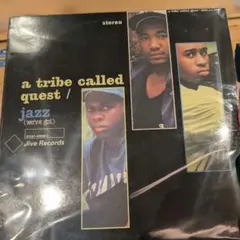 stereo
a tribe called
quest /
jazz
(we've got)
Jive Records